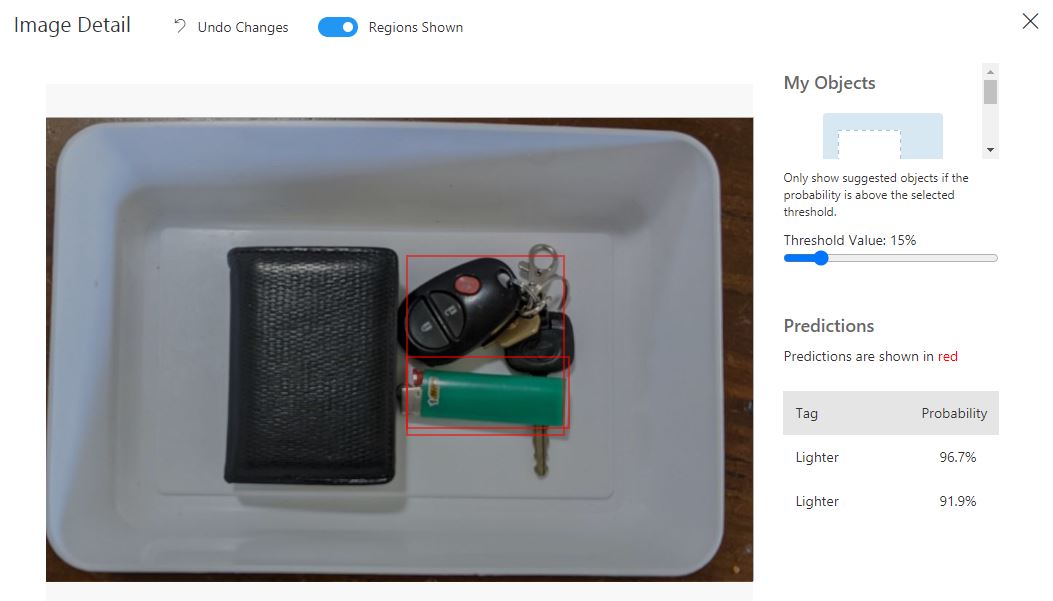 Image Detail
Undo Changes
Regions Shown
My Objects
Only show suggested objects if the
probability is above the selected
threshold.
Threshold Value: 15%
Predictions
Predictions are shown in red
Tag Probability
Lighter 96.7%
Lighter 91.9%